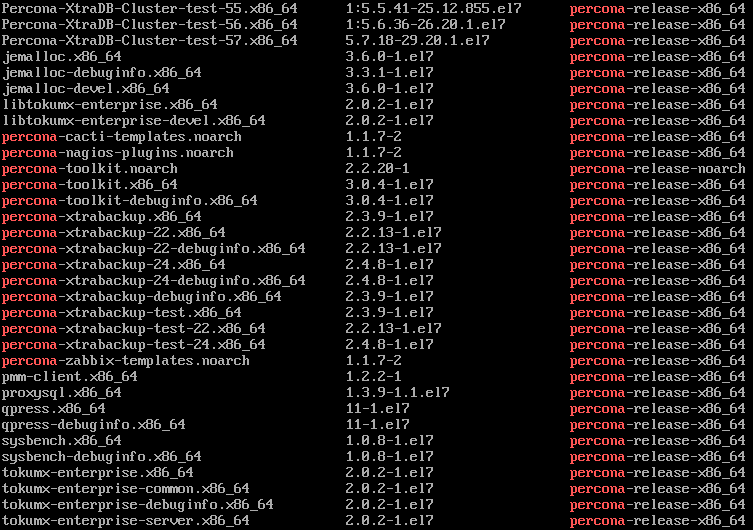 Percona-XtraDB-Cluster-test-55.x86_64 1:5.5.41-25.12.855.el7 percona-release-x86_64
Percona-XtraDB-Cluster-test-56.x86_64 1:5.6.36-26.20.1.el7 percona-release-x86_64
Percona-XtraDB-Cluster-test-57.x86_64 5.7.18-29.20.1.el7 percona-release-x86_64
jemalloc.x86_64 3.6.0-1.el7 percona-release-x86_64
jemalloc-debuginfo.x86_64 3.3.1-1.el7 percona-release-x86_64
jemalloc-devel.x86_64 3.6.0-1.el7 percona-release-x86_64
libtokumx-enterprise.x86_64 2.0.2-1.el7 percona-release-x86_64
libtokumx-enterprise-devel.x86_64 2.0.2-1.el7 percona-release-x86_64
percona-cacti-templates.noarch 1.1.7-2 percona-release-x86_64
percona-nagios-plugins.noarch 1.1.7-2 percona-release-x86_64
percona-toolkit.noarch 2.2.20-1 percona-release-noarch
percona-toolkit.x86_64 3.0.4-1.el7 percona-release-x86_64
percona-toolkit-debuginfo.x86_64 3.0.4-1.el7 percona-release-x86_64
percona-xtrabackup.x86_64 2.3.9-1.el7 percona-release-x86_64
percona-xtrabackup-22.x86_64 2.2.13-1.el7 percona-release-x86_64
percona-xtrabackup-22-debuginfo.x86_64 2.2.13-1.el7 percona-release-x86_64
percona-xtrabackup-24.x86_64 2.4.8-1.el7 percona-release-x86_64
percona-xtrabackup-24-debuginfo.x86_64 2.4.8-1.el7 percona-release-x86_64
percona-xtrabackup-debuginfo.x86_64 2.3.9-1.el7 percona-release-x86_64
percona-xtrabackup-test.x86_64 2.3.9-1.el7 percona-release-x86_64
percona-xtrabackup-test-22.x86_64 2.2.13-1.el7 percona-release-x86_64
percona-xtrabackup-test-24.x86_64 2.4.8-1.el7 percona-release-x86_64
percona-zabbix-templates.noarch 1.1.7-2 percona-release-x86_64
pmm-client.x86_64 1.2.2-1 percona-release-x86_64
proxysql.x86_64 1.3.9-1.1.el7 percona-release-x86_64
qpress.x86_64 11-1.el7 percona-release-x86_64
qpress-debuginfo.x86_64 11-1.el7 percona-release-x86_64
sysbench.x86_64 1.0.8-1.el7 percona-release-x86_64
sysbench-debuginfo.x86_64 1.0.8-1.el7 percona-release-x86_64
tokumx-enterprise.x86_64 2.0.2-1.el7 percona-release-x86_64
tokumx-enterprise-common.x86_64 2.0.2-1.el7 percona-release-x86_64
tokumx-enterprise-debuginfo.x86_64 2.0.2-1.el7 percona-release-x86_64
tokumx-enterprise-server.x86_64 2.0.2-1.el7 percona-release-x86_64